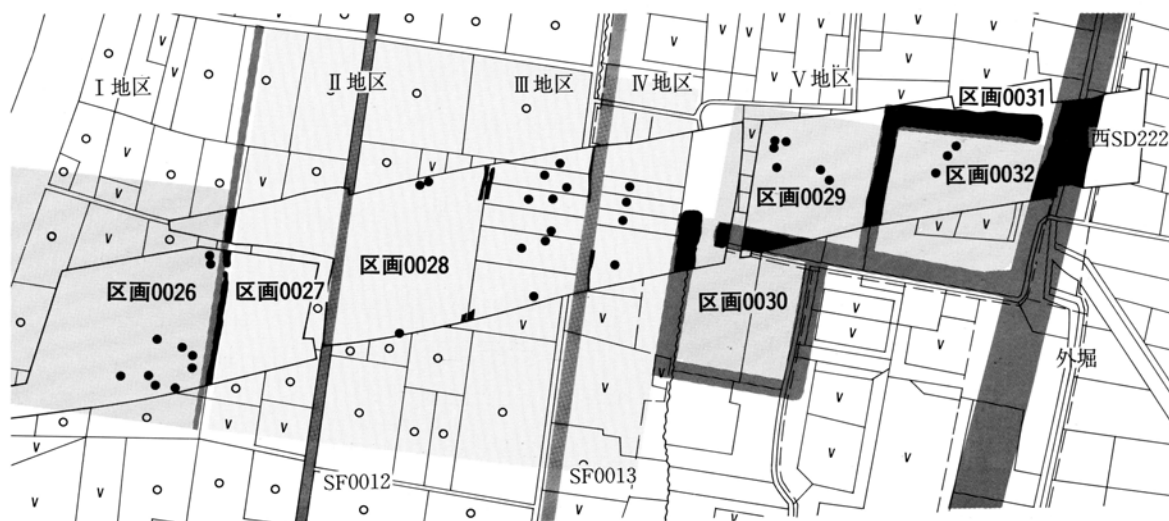 Ⅰ地区
Ⅱ地区
Ⅲ地区
Ⅳ地区
Ⅴ地区
区画0031
西SD222
区画0032
区画0029
区画0028
区画0026
区画0027
区画0030
外堀
SF0012
SF0013